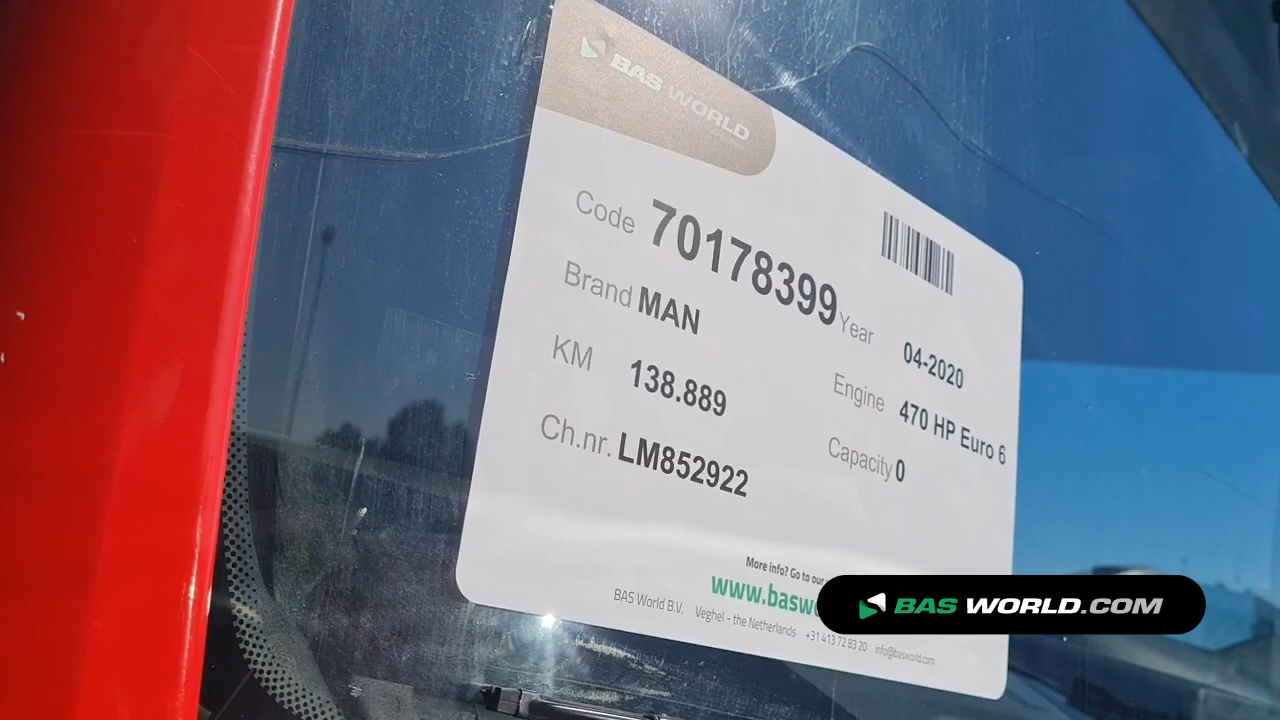 BAS WORLD
Code 70178399
Year 04-2020
Brand MAN
Engine 470 HP Euro 6
KM 138.889
Capacity 0
Ch.nr. LM852922
More info? Go to our
www.basw
BAS World B.V. Veghel - the Netherlands +31 413 72 83 20 info@basworld.com
BAS WORLD.COM